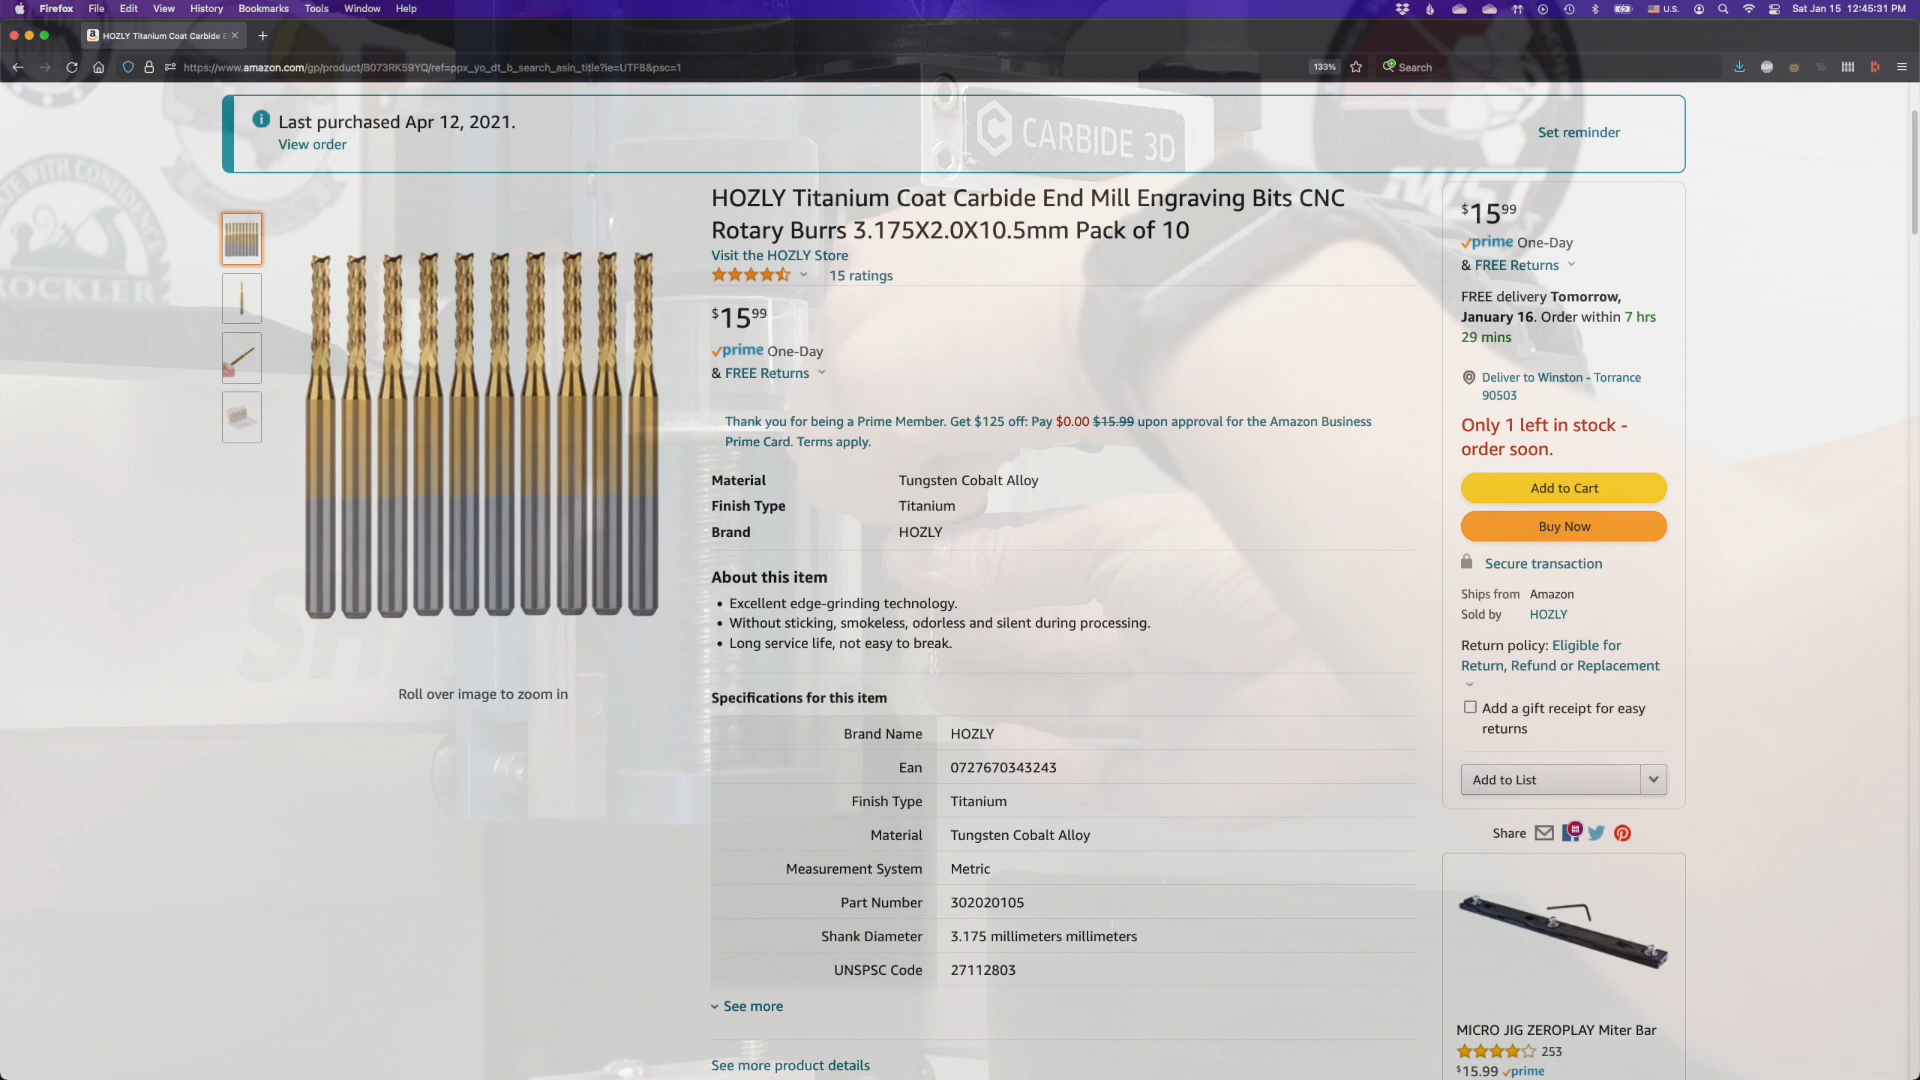 Firefox File Edit View History Bookmarks Tools Window Help
U.S. Sat Jan 15 12:45:31 PM
HOZLY Titanium Coat Carbide E
https://www.amazon.com/gp/product/B073RK59YQ/ref=ppx_yo_dt_b_search_asin_title?ie=UTF8&psc=1
133%
Search
Last purchased Apr 12, 2021.
View order
Set reminder
CARBIDE 3D
ROCKLER
HOZLY Titanium Coat Carbide End Mill Engraving Bits CNC
Rotary Burrs 3.175X2.0X10.5mm Pack of 10
Visit the HOZLY Store
15 ratings
$1599
prime One-Day
& FREE Returns
Thank you for being a Prime Member. Get $125 off: Pay $0.00 $15.99 upon approval for the Amazon Business
Prime Card. Terms apply.
Material Tungsten Cobalt Alloy
Finish Type Titanium
Brand HOZLY
About this item
• Excellent edge-grinding technology.
• Without sticking, smokeless, odorless and silent during processing.
• Long service life, not easy to break.
Roll over image to zoom in
Specifications for this item
Brand Name HOZLY
Ean 0727670343243
Finish Type Titanium
Material Tungsten Cobalt Alloy
Measurement System Metric
Part Number 302020105
Shank Diameter 3.175 millimeters millimeters
UNSPSC Code 27112803
See more
See more product details
$1599
prime One-Day
& FREE Returns
FREE delivery Tomorrow,
January 16. Order within 7 hrs
29 mins
Deliver to Winston - Torrance
90503
Only 1 left in stock -
order soon.
Add to Cart
Buy Now
Secure transaction
Ships from Amazon
Sold by HOZLY
Return policy: Eligible for
Return, Refund or Replacement
Add a gift receipt for easy
returns
Add to List
Share
MICRO JIG ZEROPLAY Miter Bar
253
$15.99 prime